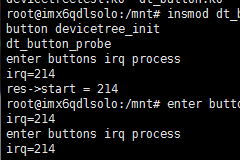 devicetreetest.ko  dt_button.ko
root@imx6qdlsolo:/mnt# insmod dt_b
button devicetree_init
dt_button_probe
enter buttons irq process
irq=214
res->start = 214
root@imx6qdlsolo:/mnt# enter butto
irq=214
enter buttons irq process
irq=214